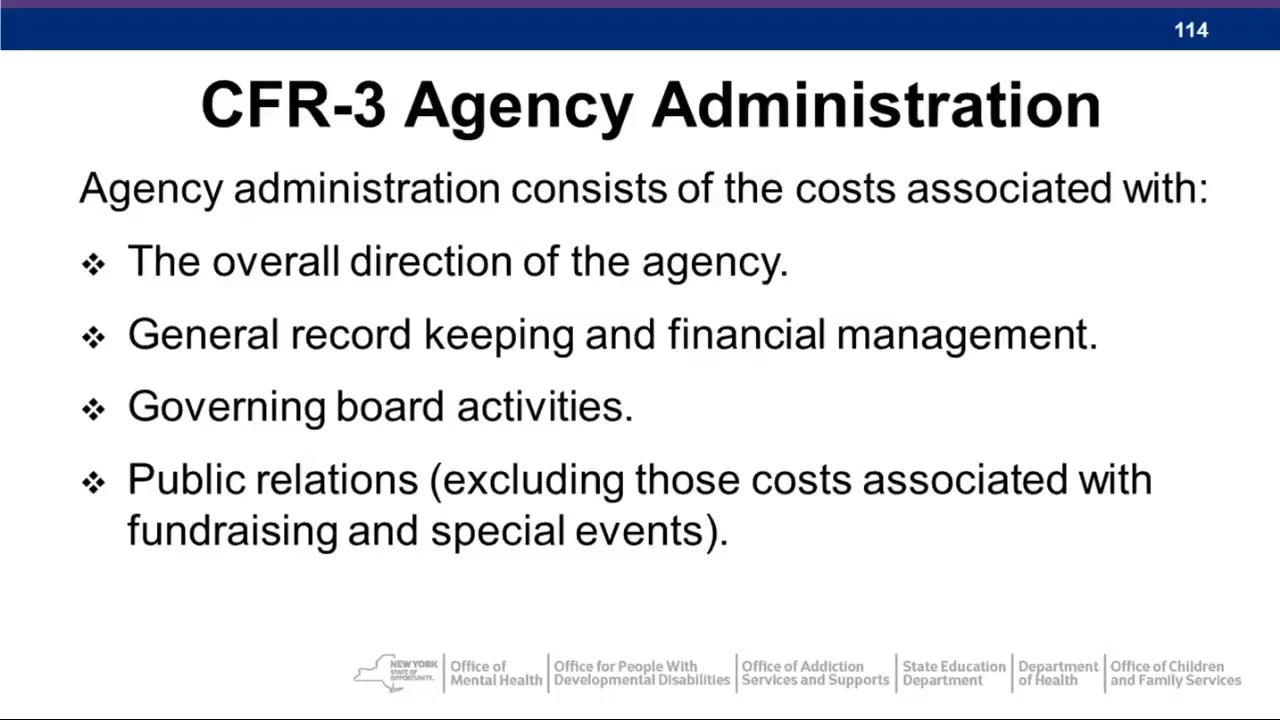 114
CFR-3 Agency Administration
Agency administration consists of the costs associated with:
❖ The overall direction of the agency.
❖ General record keeping and financial management.
❖ Governing board activities.
❖ Public relations (excluding those costs associated with
fundraising and special events).
NEW YORK
STATE OF
OPPORTUNITY.
Office of
Mental Health
Office for People With
Developmental Disabilities
Office of Addiction
Services and Supports
State Education
Department
Department
of Health
Office of Children
and Family Services